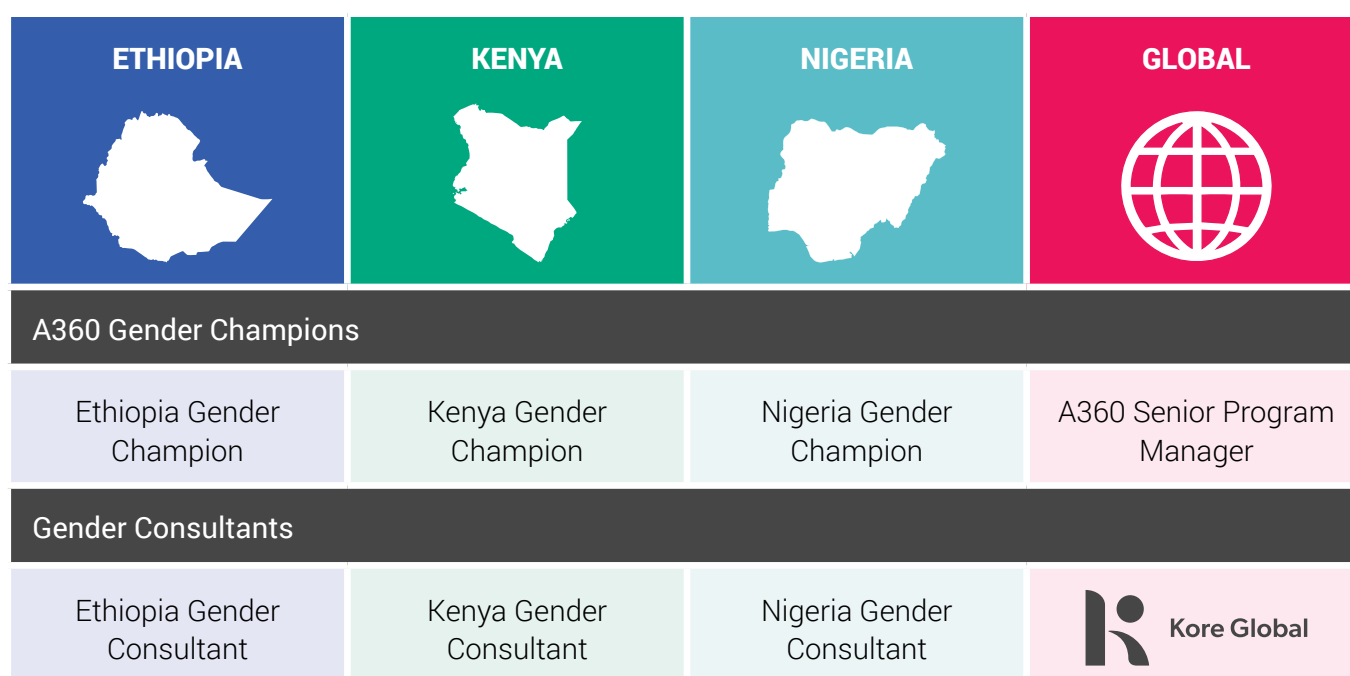 ETHIOPIA
KENYA
NIGERIA
GLOBAL
A360 Gender Champions
Ethiopia Gender
Champion
Kenya Gender
Champion
Nigeria Gender
Champion
A360 Senior Program
Manager
Gender Consultants
Ethiopia Gender
Consultant
Kenya Gender
Consultant
Nigeria Gender
Consultant
Kore Global